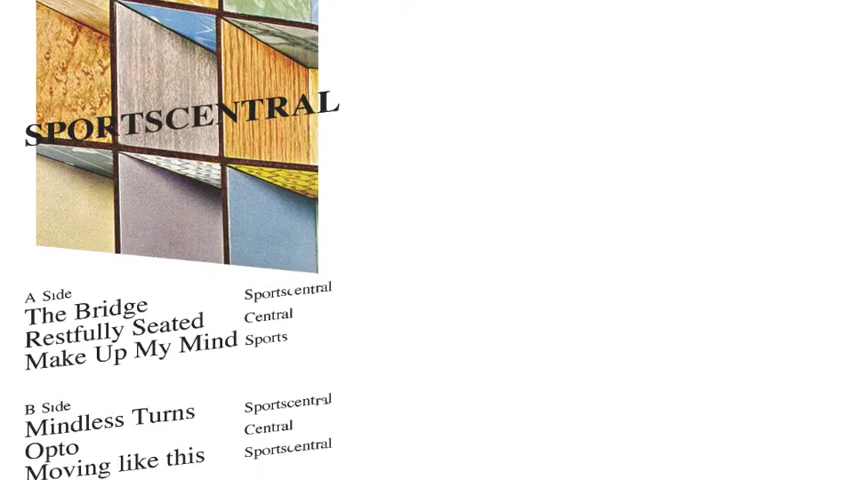 SPORTSCENTRAL
A Side
The Bridge Sportscentral
Restfully Seated Central
Make Up My Mind Sports
B Side
Mindless Turns Sportscentral
Opto Central
Moving like this Sportscentral